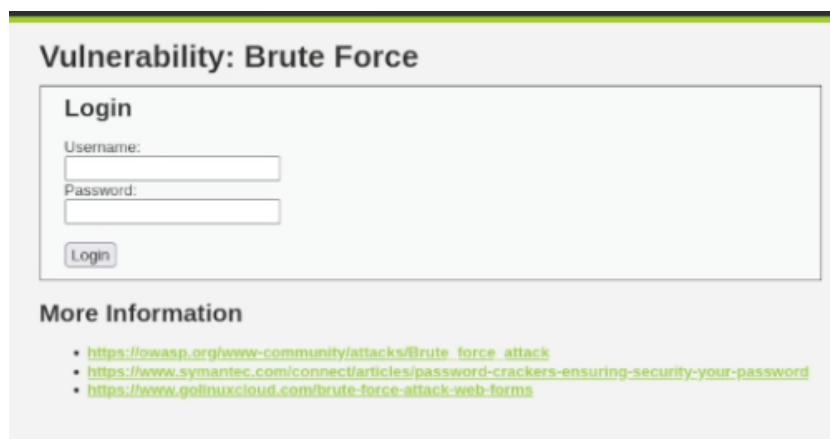 Vulnerability: Brute Force
Login
Username:
Password:
Login
More Information
https://owasp.org/www-community/attacks/Brute_force_attack
https://www.symantec.com/connect/articles/password-crackers-ensuring-security-your-password
https://www.golinuxcloud.com/brute-force-attack-web-forms